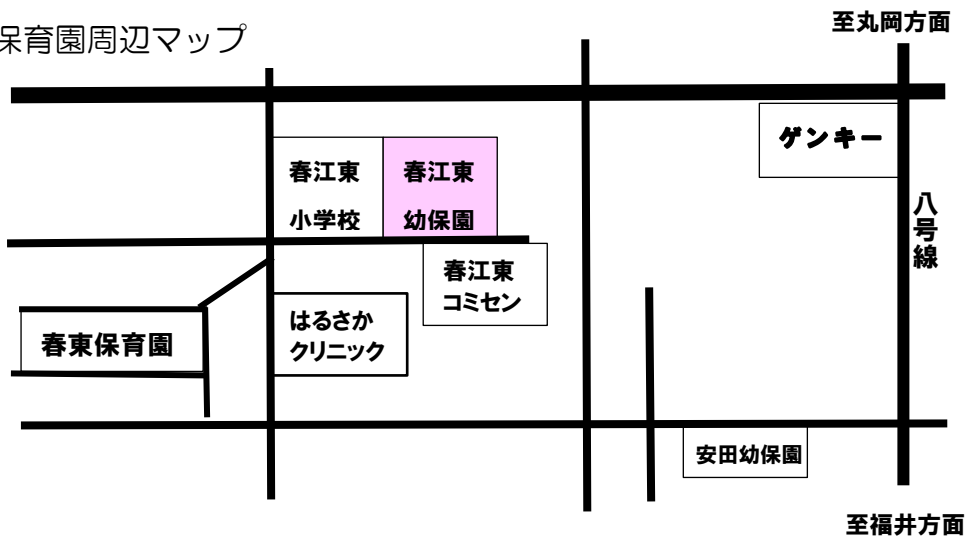 保育園周辺マップ
至丸岡方面
ゲンキー
春江東
小学校
春江東
幼保園
八号線
春江東
コミセン
はるさか
クリニック
春東保育園
安田幼保園
至福井方面